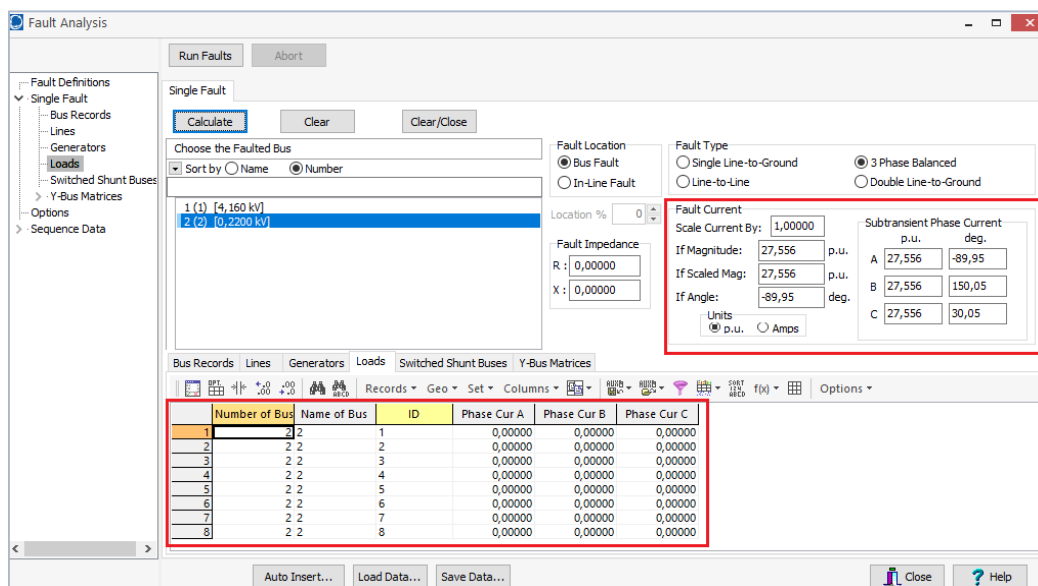 Fault Analysis
Run Faults
Abort
Fault Definitions
Single Fault
Bus Records
Lines
Generators
Loads
Switched Shunt Buses
Y-Bus Matrices
Options
Sequence Data
Single Fault
Calculate
Clear
Clear/Close
Choose the Faulted Bus
Sort by Name Number
1 (1) [4,160 kV]
2 (2) [0,2200 kV]
Fault Location
Bus Fault
In-Line Fault
Location % 0
Fault Impedance
R : 0,00000
X : 0,00000
Fault Type
Single Line-to-Ground
3 Phase Balanced
Line-to-Line
Double Line-to-Ground
Fault Current
Scale Current By: 1,00000
If Magnitude: 27,556 p.u.
If Scaled Mag: 27,556 p.u.
If Angle: -89,95 deg.
Units
p.u. Amps
Subtransient Phase Current
p.u. deg.
A 27,556 -89,95
B 27,556 150,05
C 27,556 30,05
Bus Records Lines Generators Loads Switched Shunt Buses Y-Bus Matrices
Records Geo Set Columns f(x) Options
Number of Bus Name of Bus ID Phase Cur A Phase Cur B Phase Cur C
1 2 2 1 0,00000 0,00000 0,00000
2 2 2 2 0,00000 0,00000 0,00000
3 2 2 3 0,00000 0,00000 0,00000
4 2 2 4 0,00000 0,00000 0,00000
5 2 2 5 0,00000 0,00000 0,00000
6 2 2 6 0,00000 0,00000 0,00000
7 2 2 7 0,00000 0,00000 0,00000
8 2 2 8 0,00000 0,00000 0,00000
Auto Insert... Load Data... Save Data... Close Help